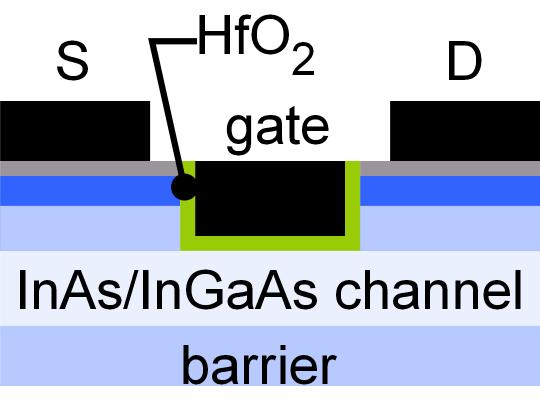 HfO₂
S
D
gate
InAs/InGaAs channel
barrier